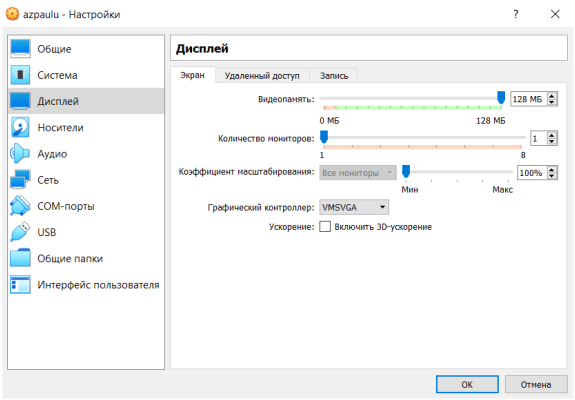 azpaulu - Настройки
?
Общие
Система
Дисплей
Носители
Аудио
Сеть
COM-порты
USB
Общие папки
Интерфейс пользователя
Дисплей
Экран Удаленный доступ Запись
Видеопамять: 128 МБ
0 МБ 128 МБ
Количество мониторов: 1
1 8
Коэффициент масштабирования: Все мониторы 100%
Мин Макс
Графический контроллер: VMSVGA
Ускорение: Включить 3D-ускорение
OK Отмена